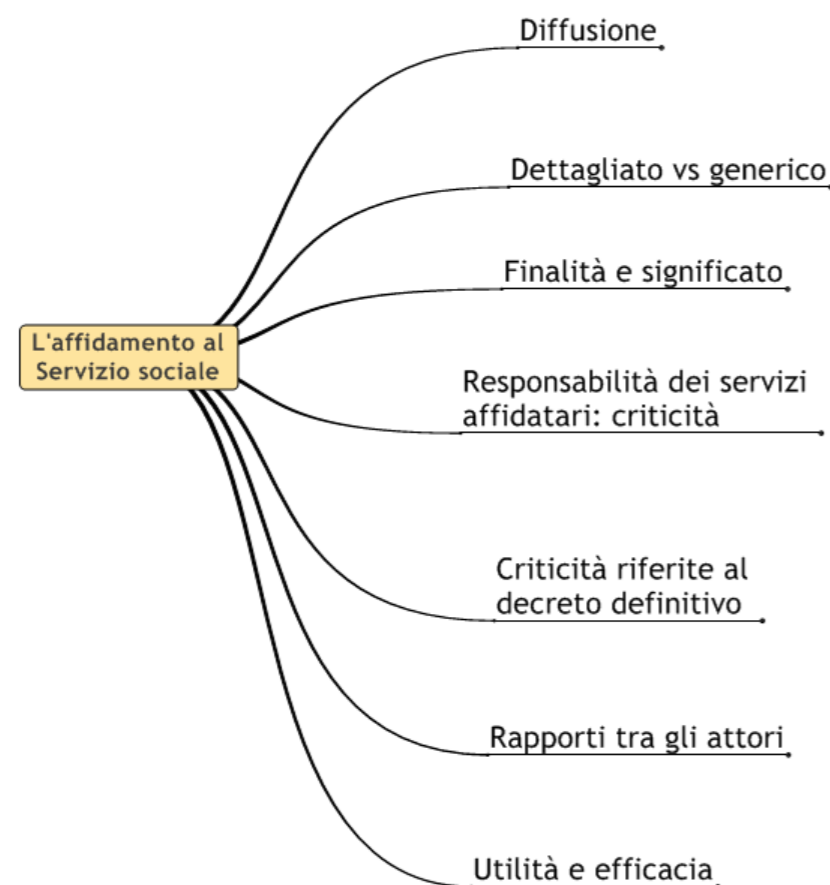 Diffusione
Dettagliato vs generico
Finalità e significato
L'affidamento al
Servizio sociale
Responsabilità dei servizi
affidatari: criticità
Criticità riferite al
decreto definitivo
Rapporti tra gli attori
Utilità e efficacia